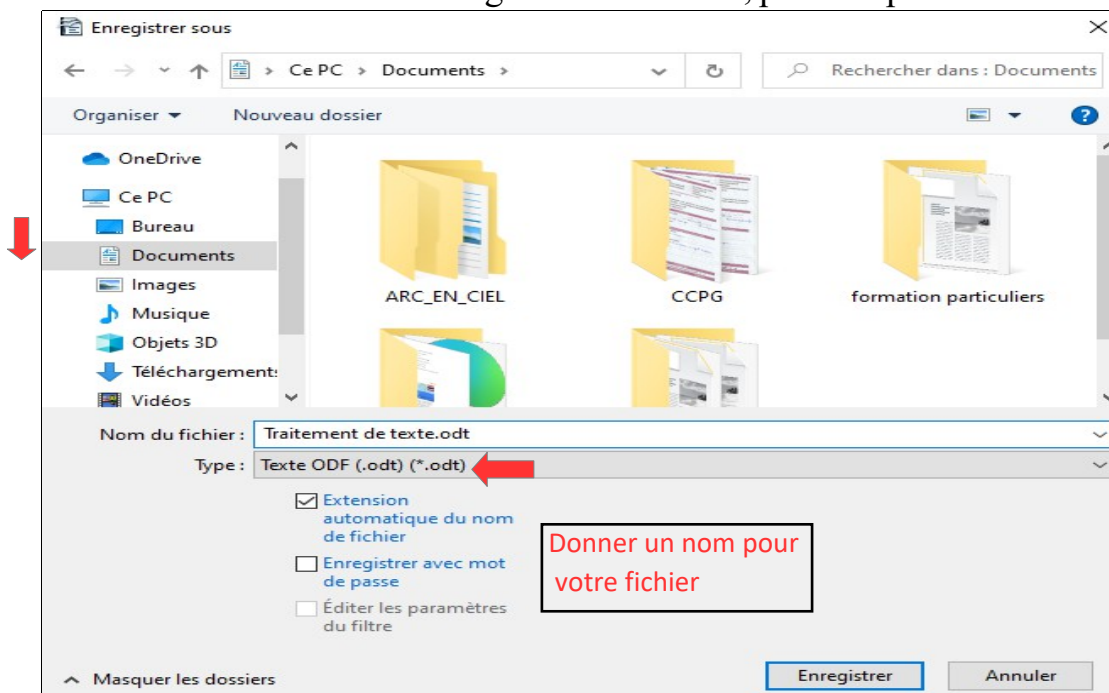 Enregistrer sous
Ce PC > Documents >
Rechercher dans : Documents
Organiser
Nouveau dossier
OneDrive
Ce PC
Bureau
Documents
Images
Musique
Objets 3D
Téléchargements
Vidéos
ARC_EN_CIEL
CCPG
formation particuliers
Nom du fichier : Traitement de texte.odt
Type : Texte ODF (.odt) (*.odt)
Extension
automatique du nom
de fichier
Enregistrer avec mot
de passe
Éditer les paramètres
du filtre
Donner un nom pour
votre fichier
Masquer les dossiers
Enregistrer
Annuler